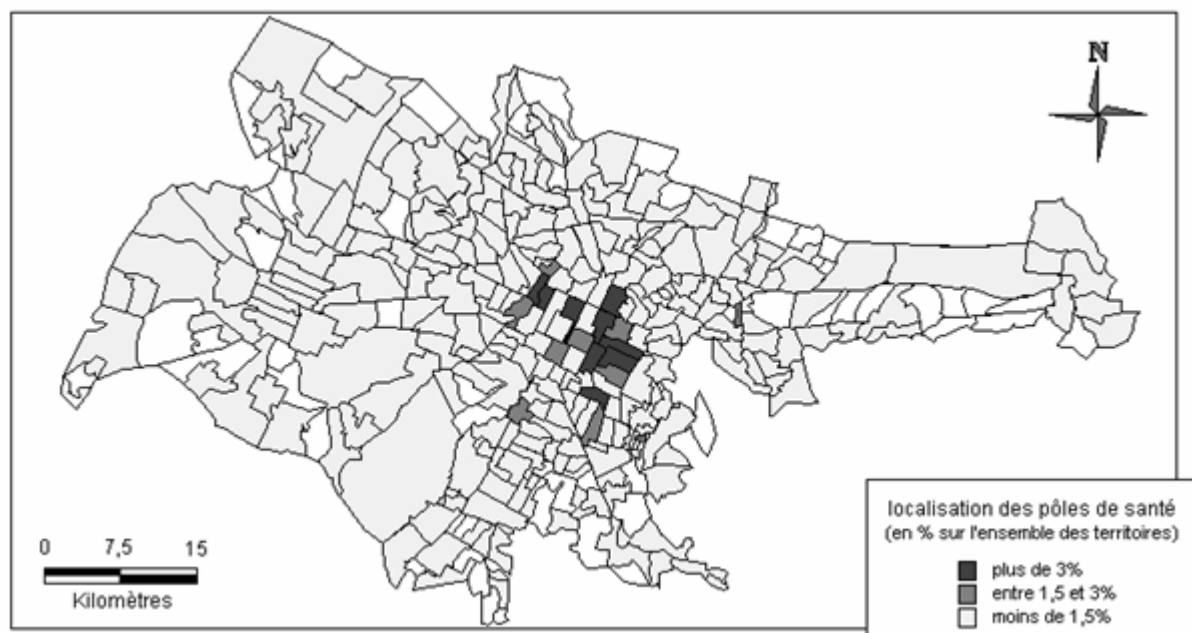 N
0 7,5 15
Kilomètres
localisation des pôles de santé
(en % sur l'ensemble des territoires)
plus de 3%
entre 1,5 et 3%
moins de 1,5%